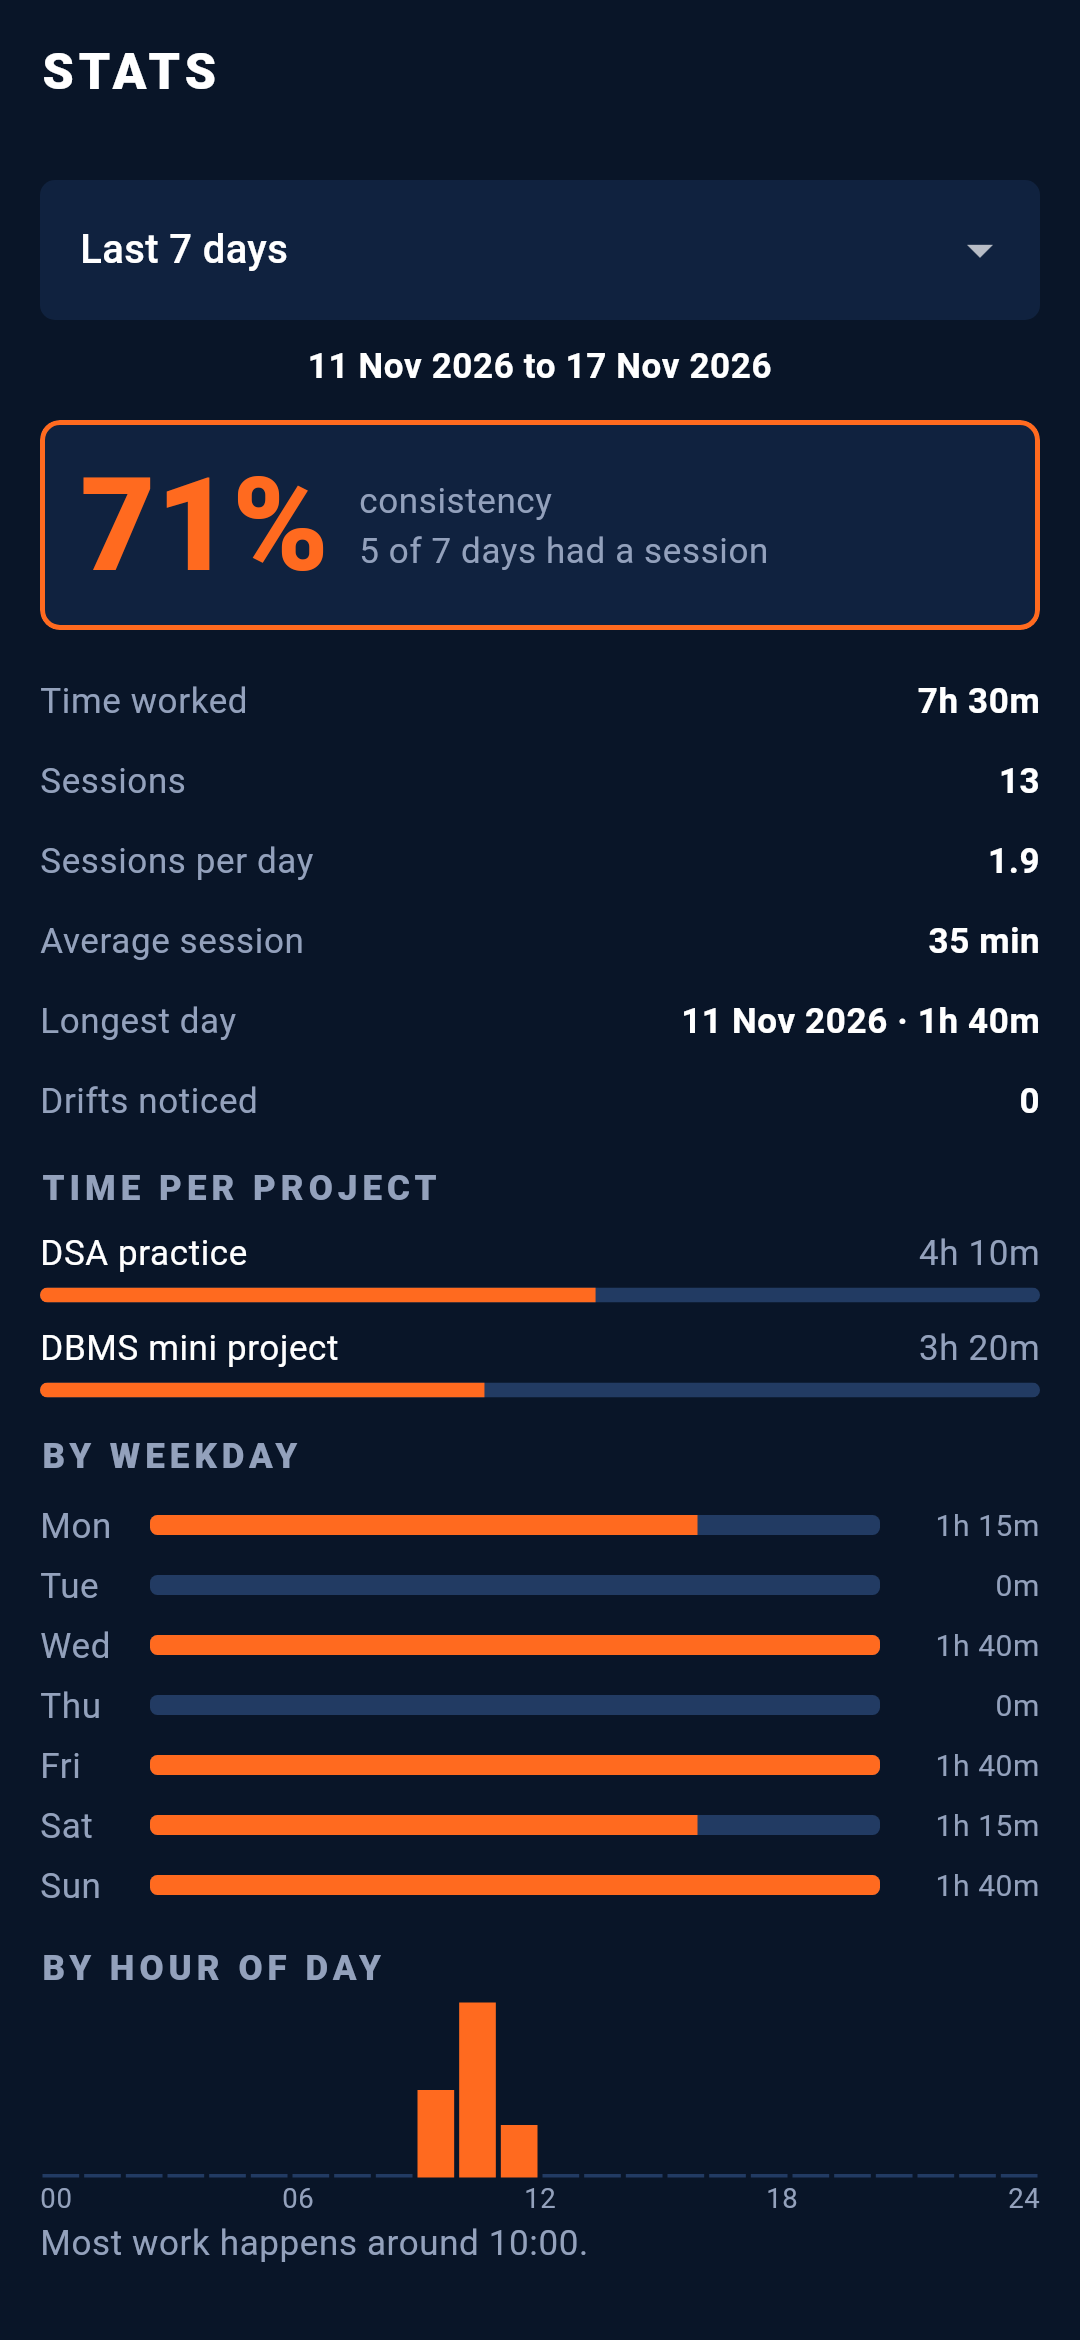 STATS
Last 7 days
11 Nov 2026 to 17 Nov 2026
71%
consistency
5 of 7 days had a session
Time worked 7h 30m
Sessions 13
Sessions per day 1.9
Average session 35 min
Longest day 11 Nov 2026 · 1h 40m
Drifts noticed 0
TIME PER PROJECT
DSA practice 4h 10m
DBMS mini project 3h 20m
BY WEEKDAY
Mon 1h 15m
Tue 0m
Wed 1h 40m
Thu 0m
Fri 1h 40m
Sat 1h 15m
Sun 1h 40m
BY HOUR OF DAY
00 06 12 18 24
Most work happens around 10:00.